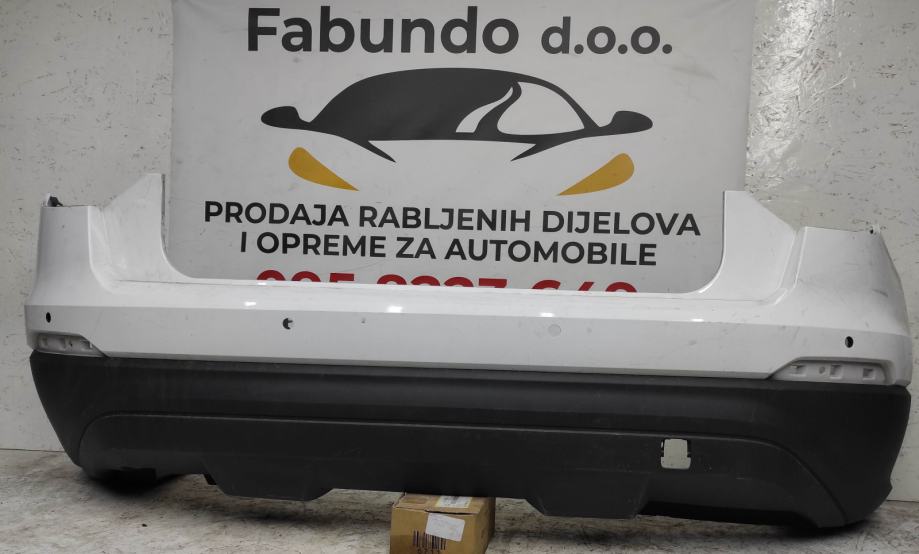 Fabundo d.o.o.
PRODAJA RABLJENIH DIJELOVA
I OPREME ZA AUTOMOBILE